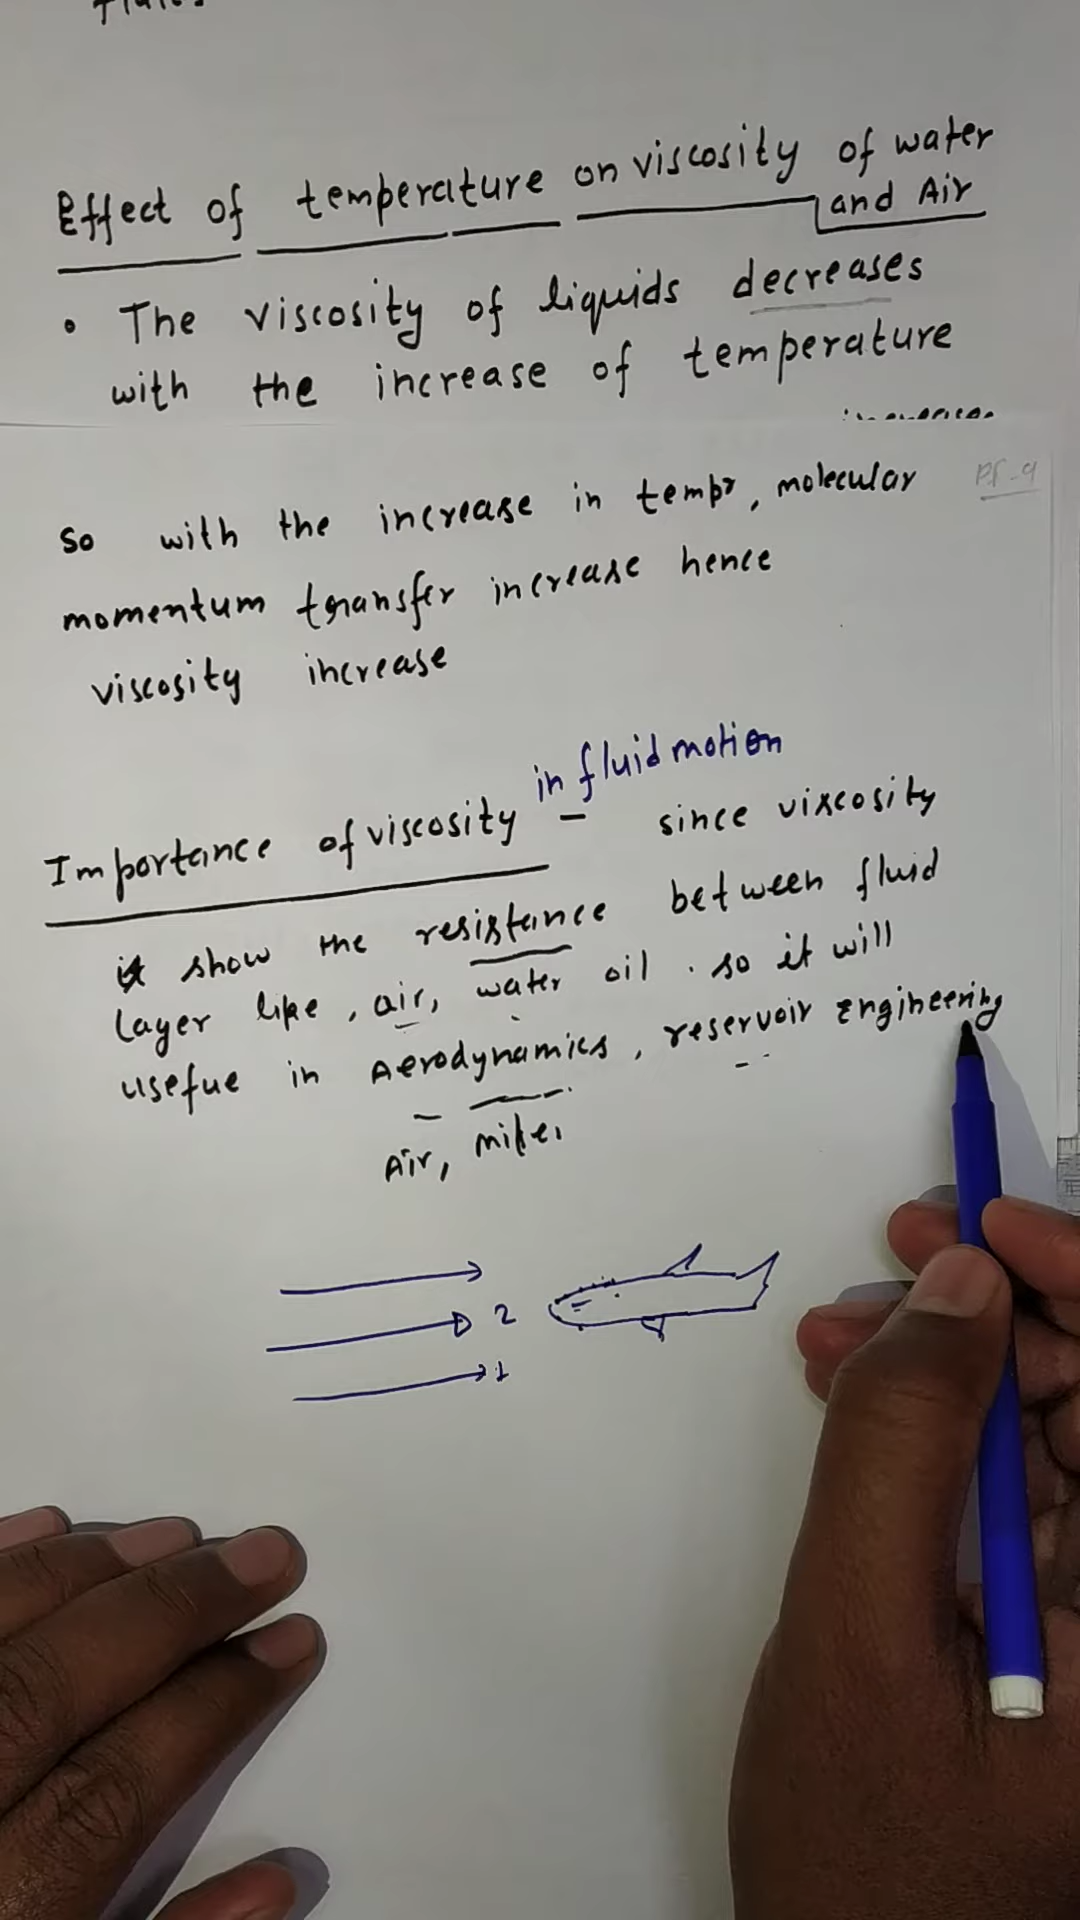 Effect of temperature on viscosity of water
and Air
• The viscosity of liquids decreases
with the increase of temperature
so with the increase in tempr, molecular
momentum transfer increase hence
viscosity increase
in fluid motion
Importance of viscosity - since viscosity
it show the resistance between fluid
layer like, air, water oil . so it will
usefue in Aerodynamics, reservoir Engineering
Air,
2
1